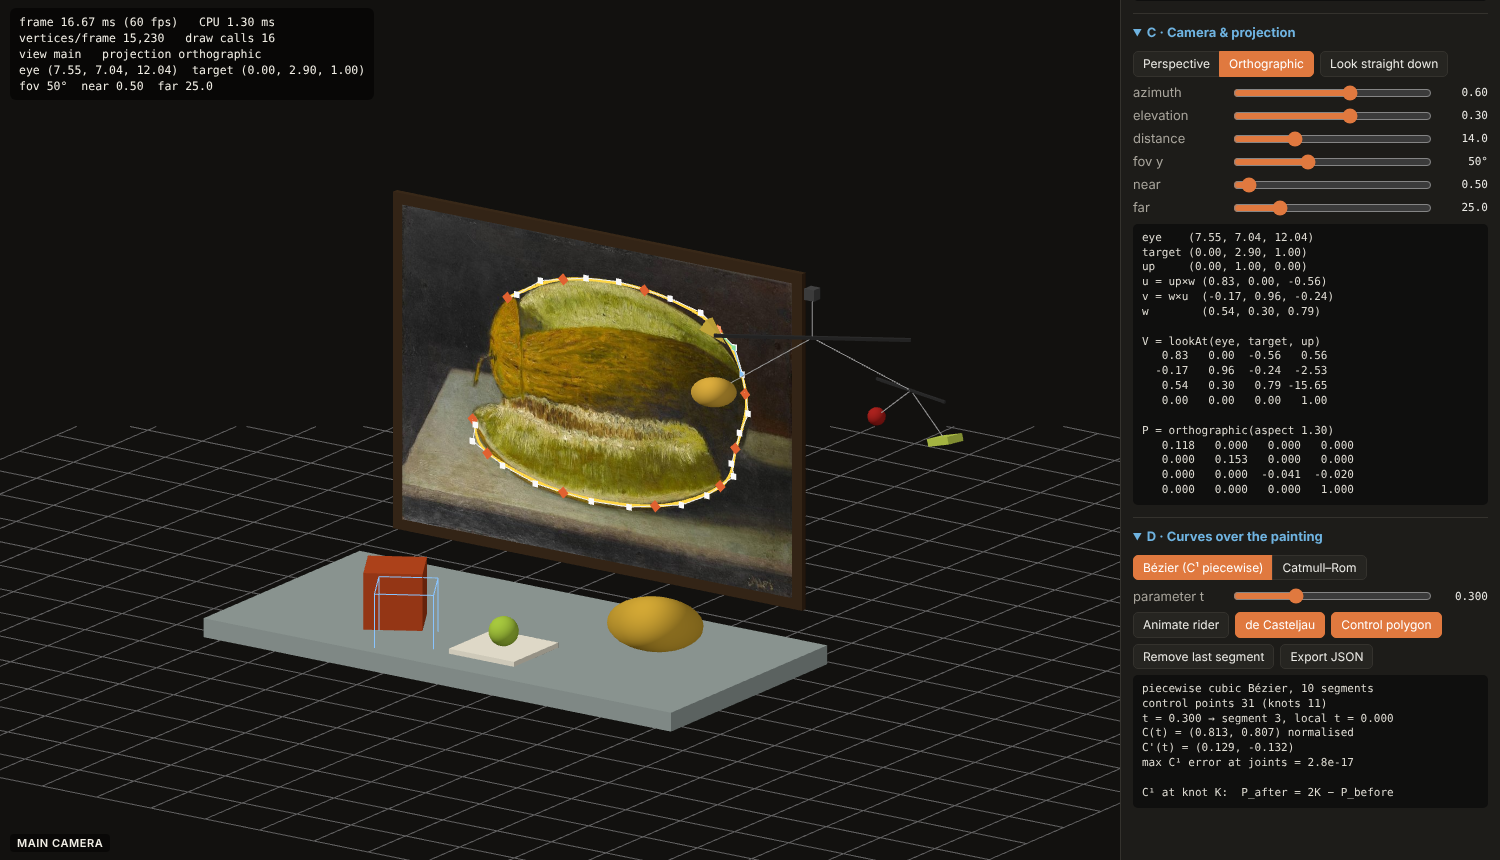 frame 16.67 ms (60 fps)   CPU 1.30 ms
vertices/frame 15,230   draw calls 16
view main   projection orthographic
eye (7.55, 7.04, 12.04)  target (0.00, 2.90, 1.00)
fov 50°  near 0.50  far 25.0
MAIN CAMERA
▼ C · Camera & projection
Perspective Orthographic Look straight down
azimuth 0.60
elevation 0.30
distance 14.0
fov y 50°
near 0.50
far 25.0
eye    (7.55, 7.04, 12.04)
target (0.00, 2.90, 1.00)
up     (0.00, 1.00, 0.00)
u = up×w (0.83, 0.00, -0.56)
v = w×u  (-0.17, 0.96, -0.24)
w        (0.54, 0.30, 0.79)
V = lookAt(eye, target, up)
0.83   0.00  -0.56   0.56
-0.17   0.96  -0.24  -2.53
0.54   0.30   0.79 -15.65
0.00   0.00   0.00   1.00
P = orthographic(aspect 1.30)
0.118   0.000   0.000   0.000
0.000   0.153   0.000   0.000
0.000   0.000  -0.041  -0.020
0.000   0.000   0.000   1.000
▼ D · Curves over the painting
Bézier (C¹ piecewise) Catmull–Rom
parameter t 0.300
Animate rider de Casteljau Control polygon
Remove last segment Export JSON
piecewise cubic Bézier, 10 segments
control points 31 (knots 11)
t = 0.300 → segment 3, local t = 0.000
C(t) = (0.813, 0.807) normalised
C'(t) = (0.129, -0.132)
max C¹ error at joints = 2.8e-17
C¹ at knot K:  P_after = 2K − P_before